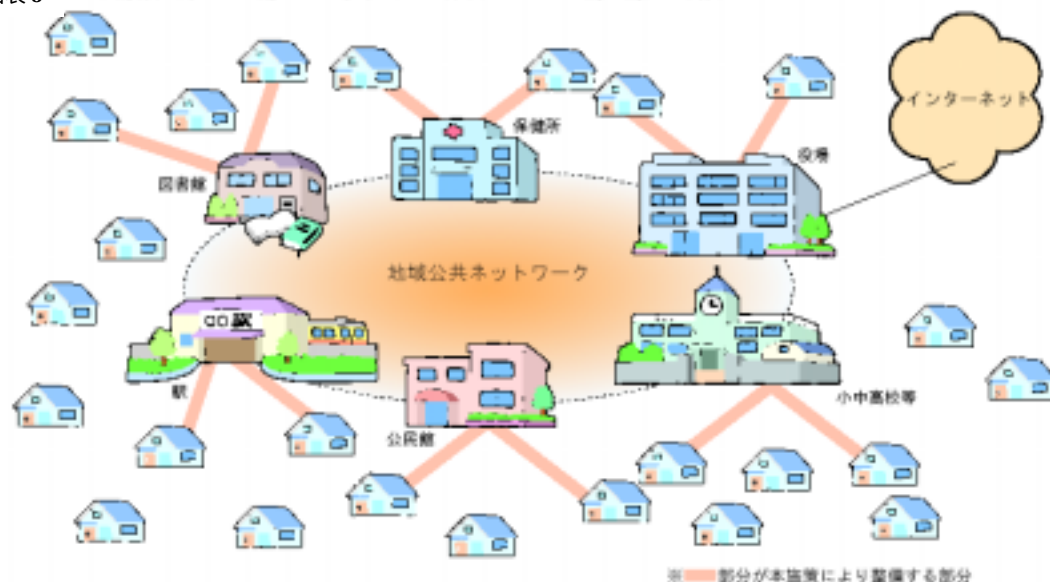 保健所
インターネット
役場
図書館
地域公共ネットワーク
駅
駅
小中高校等
公民館
※ 部分が本施策により整備する部分